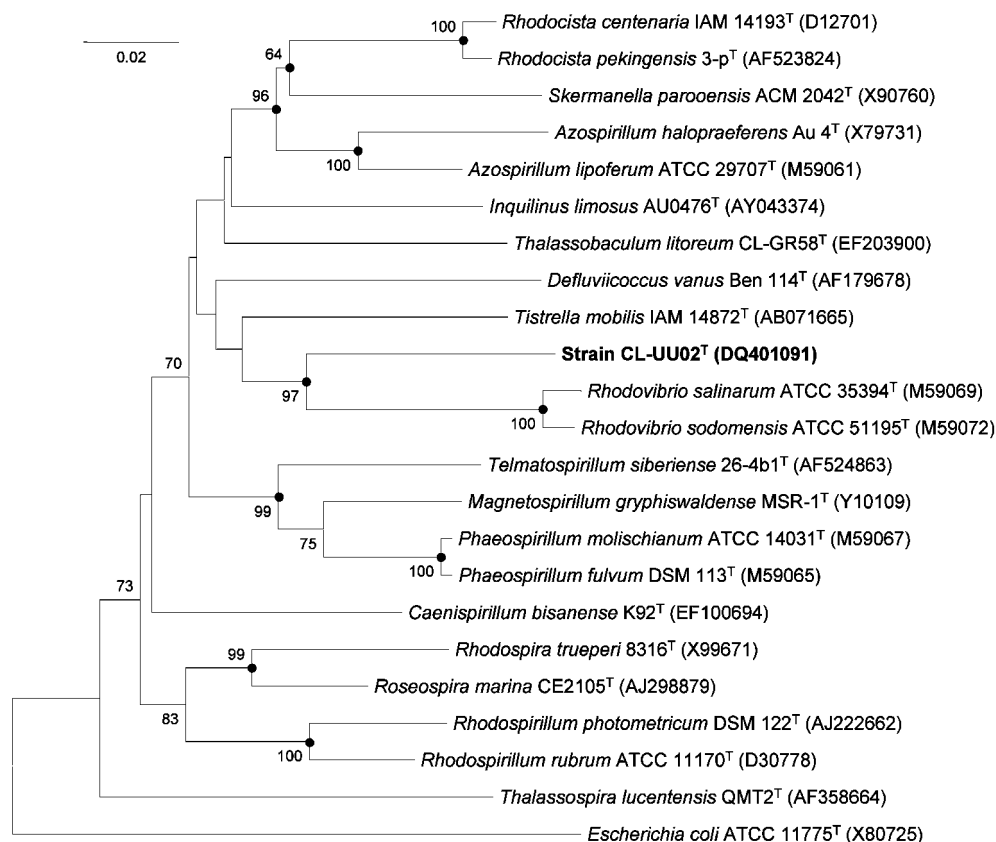 Rhodocista centenaria IAM 14193ᵀ (D12701)
100
Rhodocista pekingensis 3-pᵀ (AF523824)
0.02
64
Skermanella parooensis ACM 2042ᵀ (X90760)
96
Azospirillum halopraeferens Au 4ᵀ (X79731)
100
Azospirillum lipoferum ATCC 29707ᵀ (M59061)
Inquilinus limosus AU0476ᵀ (AY043374)
Thalassobaculum litoreum CL-GR58ᵀ (EF203900)
Defluviicoccus vanus Ben 114ᵀ (AF179678)
Tistrella mobilis IAM 14872ᵀ (AB071665)
Strain CL-UU02ᵀ (DQ401091)
70
97
Rhodovibrio salinarum ATCC 35394ᵀ (M59069)
100
Rhodovibrio sodomensis ATCC 51195ᵀ (M59072)
Telmatospirillum siberiense 26-4b1ᵀ (AF524863)
99
Magnetospirillum gryphiswaldense MSR-1ᵀ (Y10109)
75
Phaeospirillum molischianum ATCC 14031ᵀ (M59067)
100
Phaeospirillum fulvum DSM 113ᵀ (M59065)
73
Caenispirillum bisanense K92ᵀ (EF100694)
Rhodospira trueperi 8316ᵀ (X99671)
99
Roseospira marina CE2105ᵀ (AJ298879)
83
Rhodospirillum photometricum DSM 122ᵀ (AJ222662)
100
Rhodospirillum rubrum ATCC 11170ᵀ (D30778)
Thalassospira lucentensis QMT2ᵀ (AF358664)
Escherichia coli ATCC 11775ᵀ (X80725)